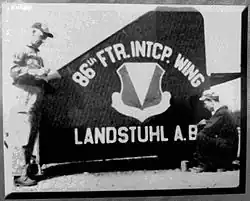 86th FTR. INTCP. WING
LANDSTUHL A.B